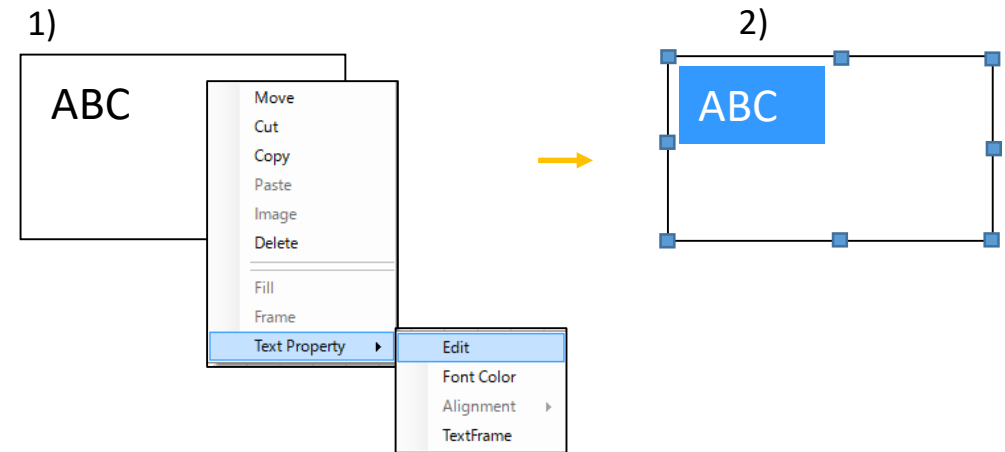 1)
2)
ABC
Move
Cut
Copy
Paste
Image
Delete
Fill
Frame
Text Property
Edit
Font Color
Alignment
TextFrame
ABC